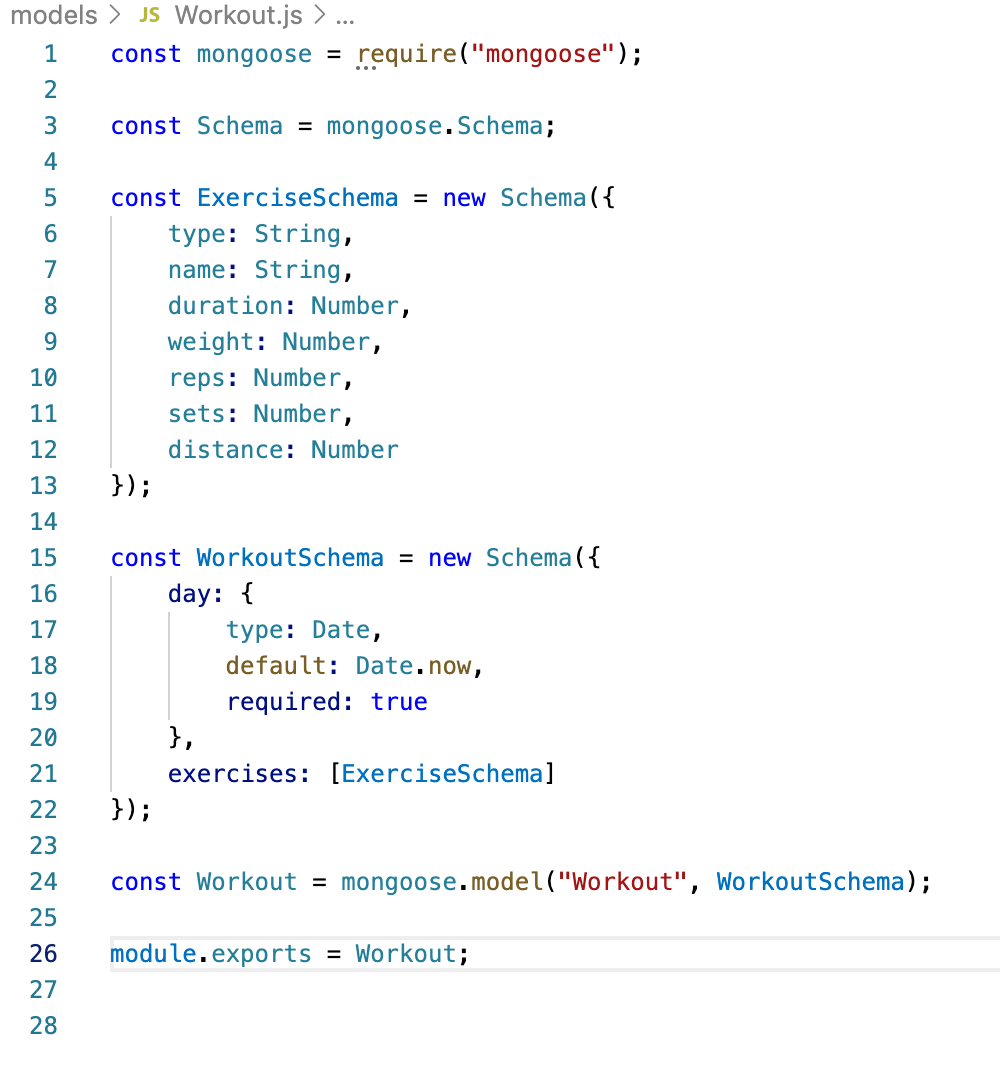 models > JS Workout.js > ...
1 const mongoose = require("mongoose");
2
3 const Schema = mongoose.Schema;
4
5 const ExerciseSchema = new Schema({
6     type: String,
7     name: String,
8     duration: Number,
9     weight: Number,
10     reps: Number,
11     sets: Number,
12     distance: Number
13 });
14
15 const WorkoutSchema = new Schema({
16     day: {
17         type: Date,
18         default: Date.now,
19         required: true
20     },
21     exercises: [ExerciseSchema]
22 });
23
24 const Workout = mongoose.model("Workout", WorkoutSchema);
25
26 module.exports = Workout;
27
28